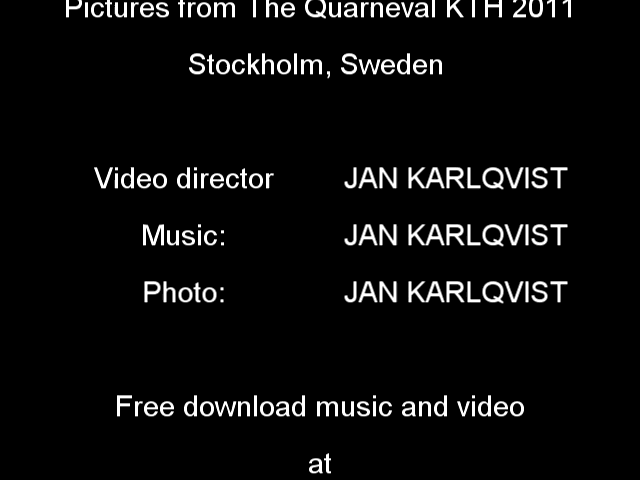 Pictures from The Quarneval KTH 2011
Stockholm, Sweden
Video director JAN KARLQVIST
Music: JAN KARLQVIST
Photo: JAN KARLQVIST
Free download music and video
at